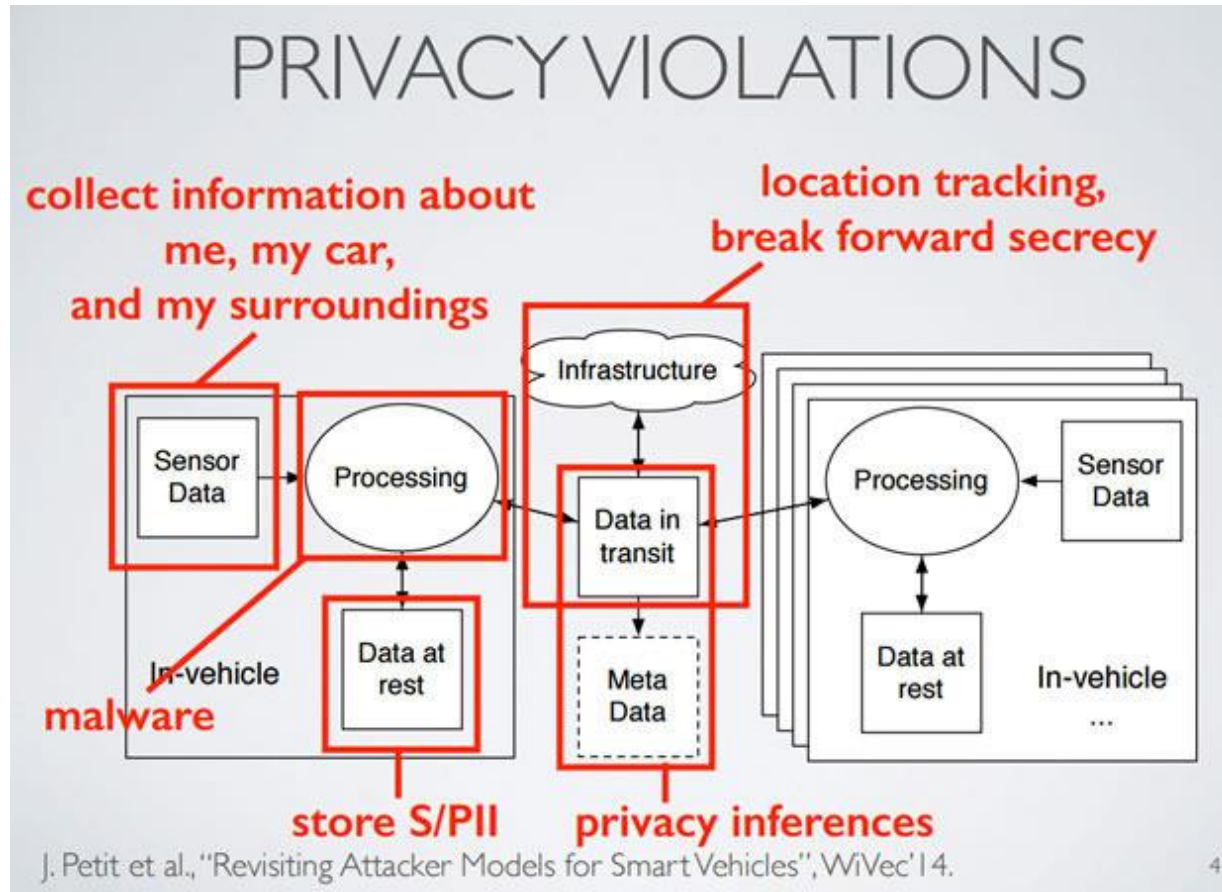 PRIVACY VIOLATIONS
collect information about
me, my car,
and my surroundings
location tracking,
break forward secrecy
Infrastructure
Sensor
Data
Processing
Data in
transit
Processing
Sensor
Data
In-vehicle
Data at
rest
Meta
Data
Data at
rest
In-vehicle
...
malware
store S/PII
privacy inferences
J. Petit et al., “Revisiting Attacker Models for Smart Vehicles”, WiVec’14.
4